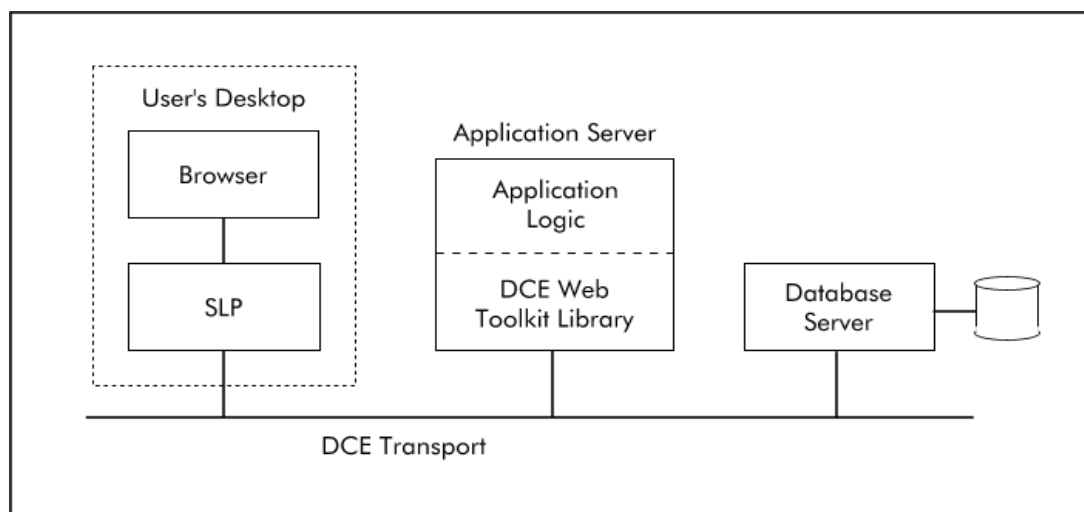 User's Desktop
Browser
SLP
Application Server
Application
Logic
DCE Web
Toolkit Library
Database
Server
DCE Transport